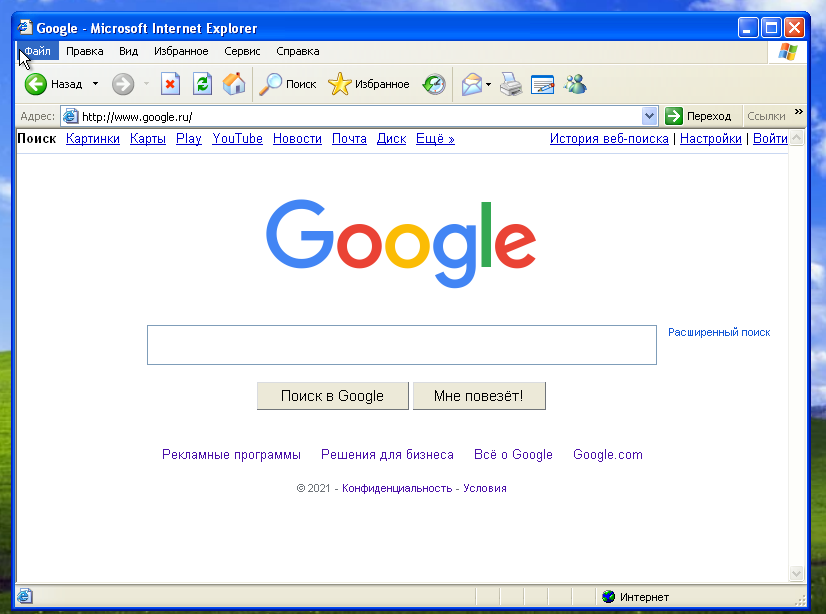 Google - Microsoft Internet Explorer
Файл Правка Вид Избранное Сервис Справка
Назад Поиск Избранное
Адрес: http://www.google.ru/ Переход Ссылки »
Поиск Картинки Карты Play YouTube Новости Почта Диск Ещё » История веб-поиска | Настройки | Войти
Google
Расширенный поиск
Поиск в Google Мне повезёт!
Рекламные программы Решения для бизнеса Всё о Google Google.com
© 2021 - Конфиденциальность - Условия
Интернет